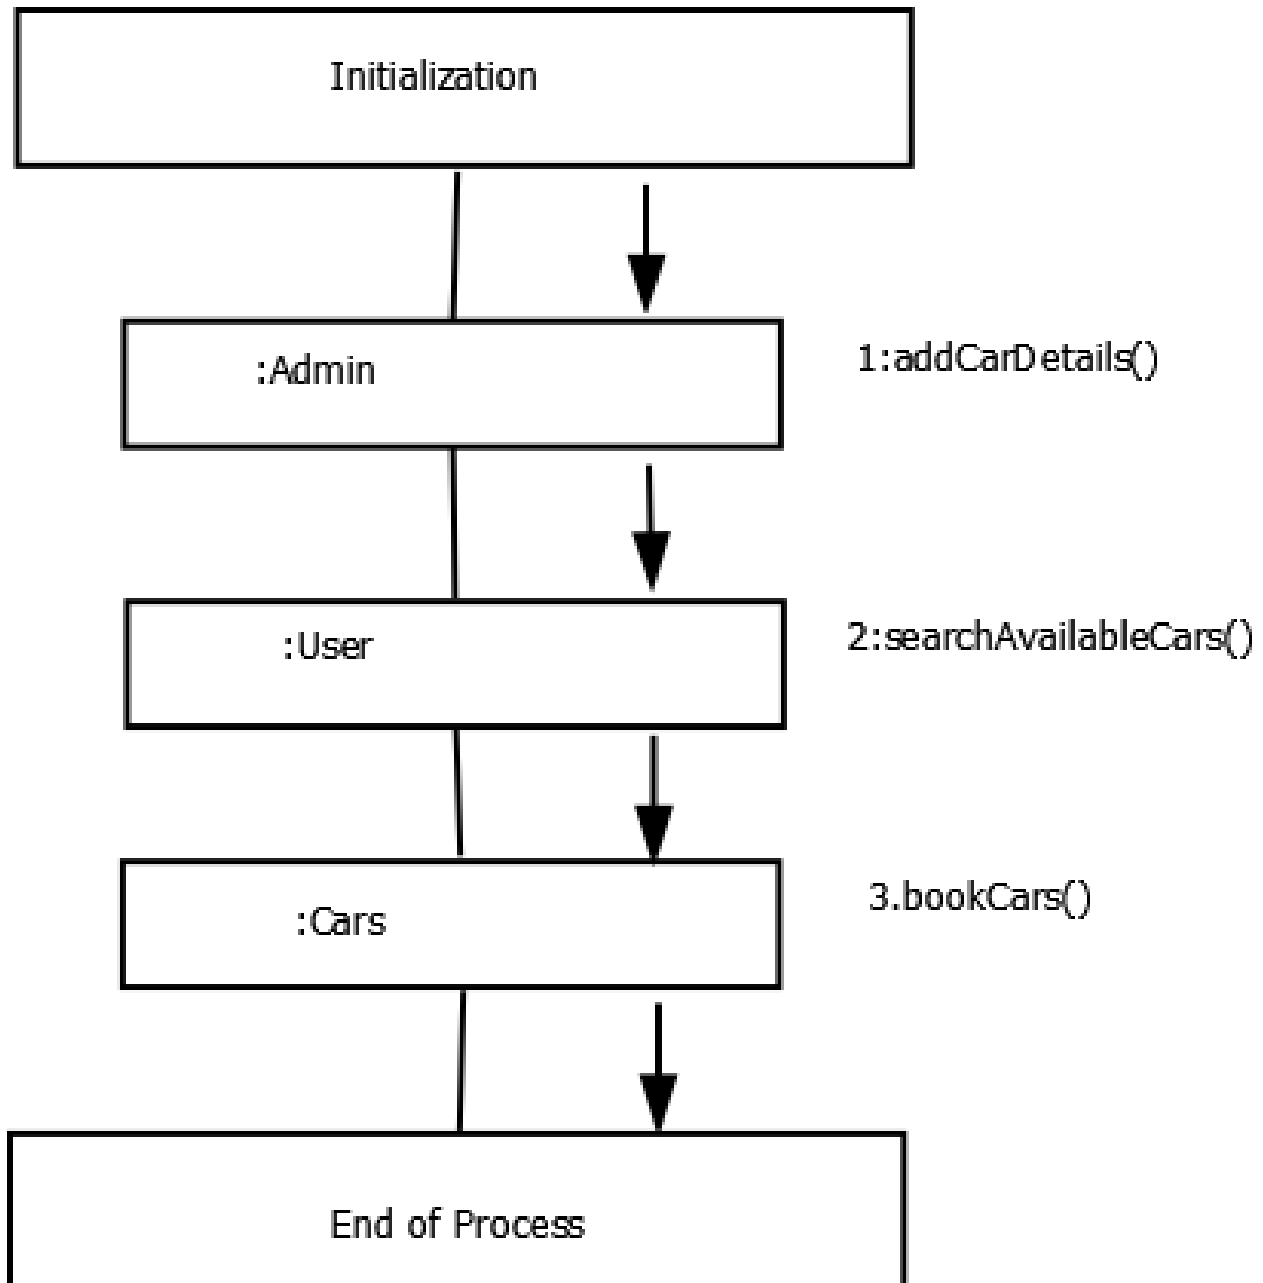 Initialization
:Admin
1:addCarDetails()
:User
2:searchAvailableCars()
:Cars
3.bookCars()
End of Process